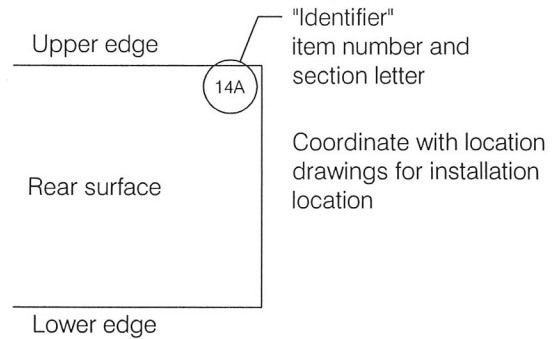 "Identifier"
item number and
section letter
Upper edge
14A
Coordinate with location
drawings for installation
location
Rear surface
Lower edge